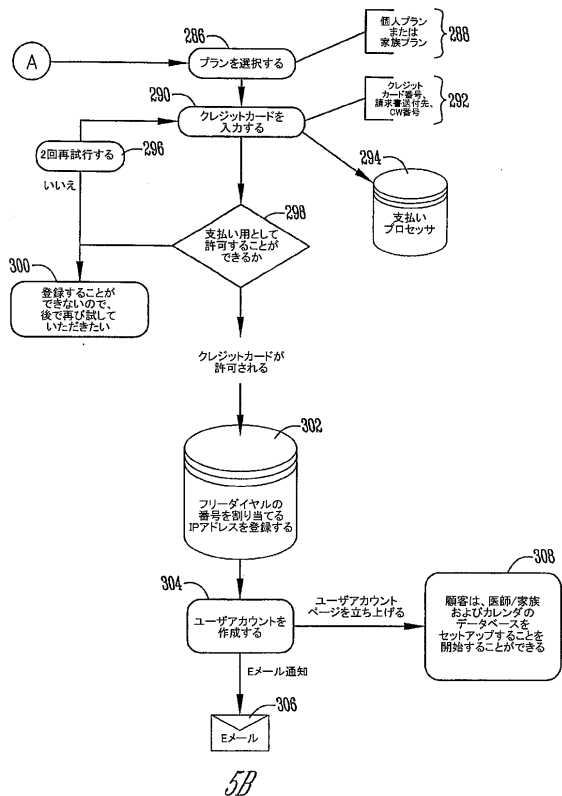 286
個人プラン
または
家族プラン
288
A
プランを選択する
290
クレジットカードを
入力する
クレジット
カード番号、
請求書送付先、
CW番号
292
2回再試行する
296
いいえ
294
支払い
プロセッサ
298
支払い用として
許可することが
できるか
300
登録することが
できないので、
後で再び試して
いただきたい
クレジットカードが
許可される
302
フリーダイヤルの
番号を割り当てる
IPアドレスを登録する
304
ユーザアカウントを
作成する
ユーザアカウント
ページを立ち上げる
308
顧客は、医師/家族
およびカレンダの
データベースを
セットアップすることを
開始することができる
Eメール通知
306
Eメール
5B